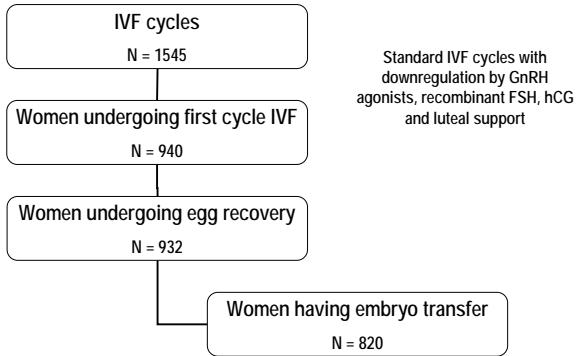 IVF cycles
N = 1545
Standard IVF cycles with
downregulation by GnRH
agonists, recombinant FSH, hCG
and luteal support
Women undergoing first cycle IVF
N = 940
Women undergoing egg recovery
N = 932
Women having embryo transfer
N = 820